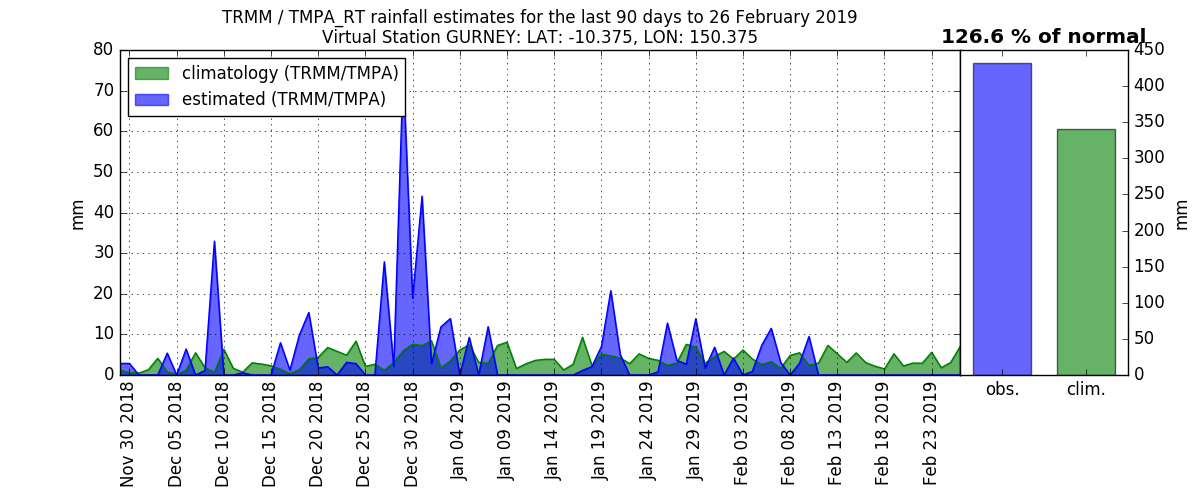 TRMM / TMPA_RT rainfall estimates for the last 90 days to 26 February 2019
Virtual Station GURNEY: LAT: -10.375, LON: 150.375
126.6 % of normal
climatology (TRMM/TMPA)
estimated (TRMM/TMPA)
mm
80
70
60
50
40
30
20
10
0
Nov 30 2018
Dec 05 2018
Dec 10 2018
Dec 15 2018
Dec 20 2018
Dec 25 2018
Dec 30 2018
Jan 04 2019
Jan 09 2019
Jan 14 2019
Jan 19 2019
Jan 24 2019
Jan 29 2019
Feb 03 2019
Feb 08 2019
Feb 13 2019
Feb 18 2019
Feb 23 2019
obs.
clim.
450
400
350
300
250
200
150
100
50
0
mm